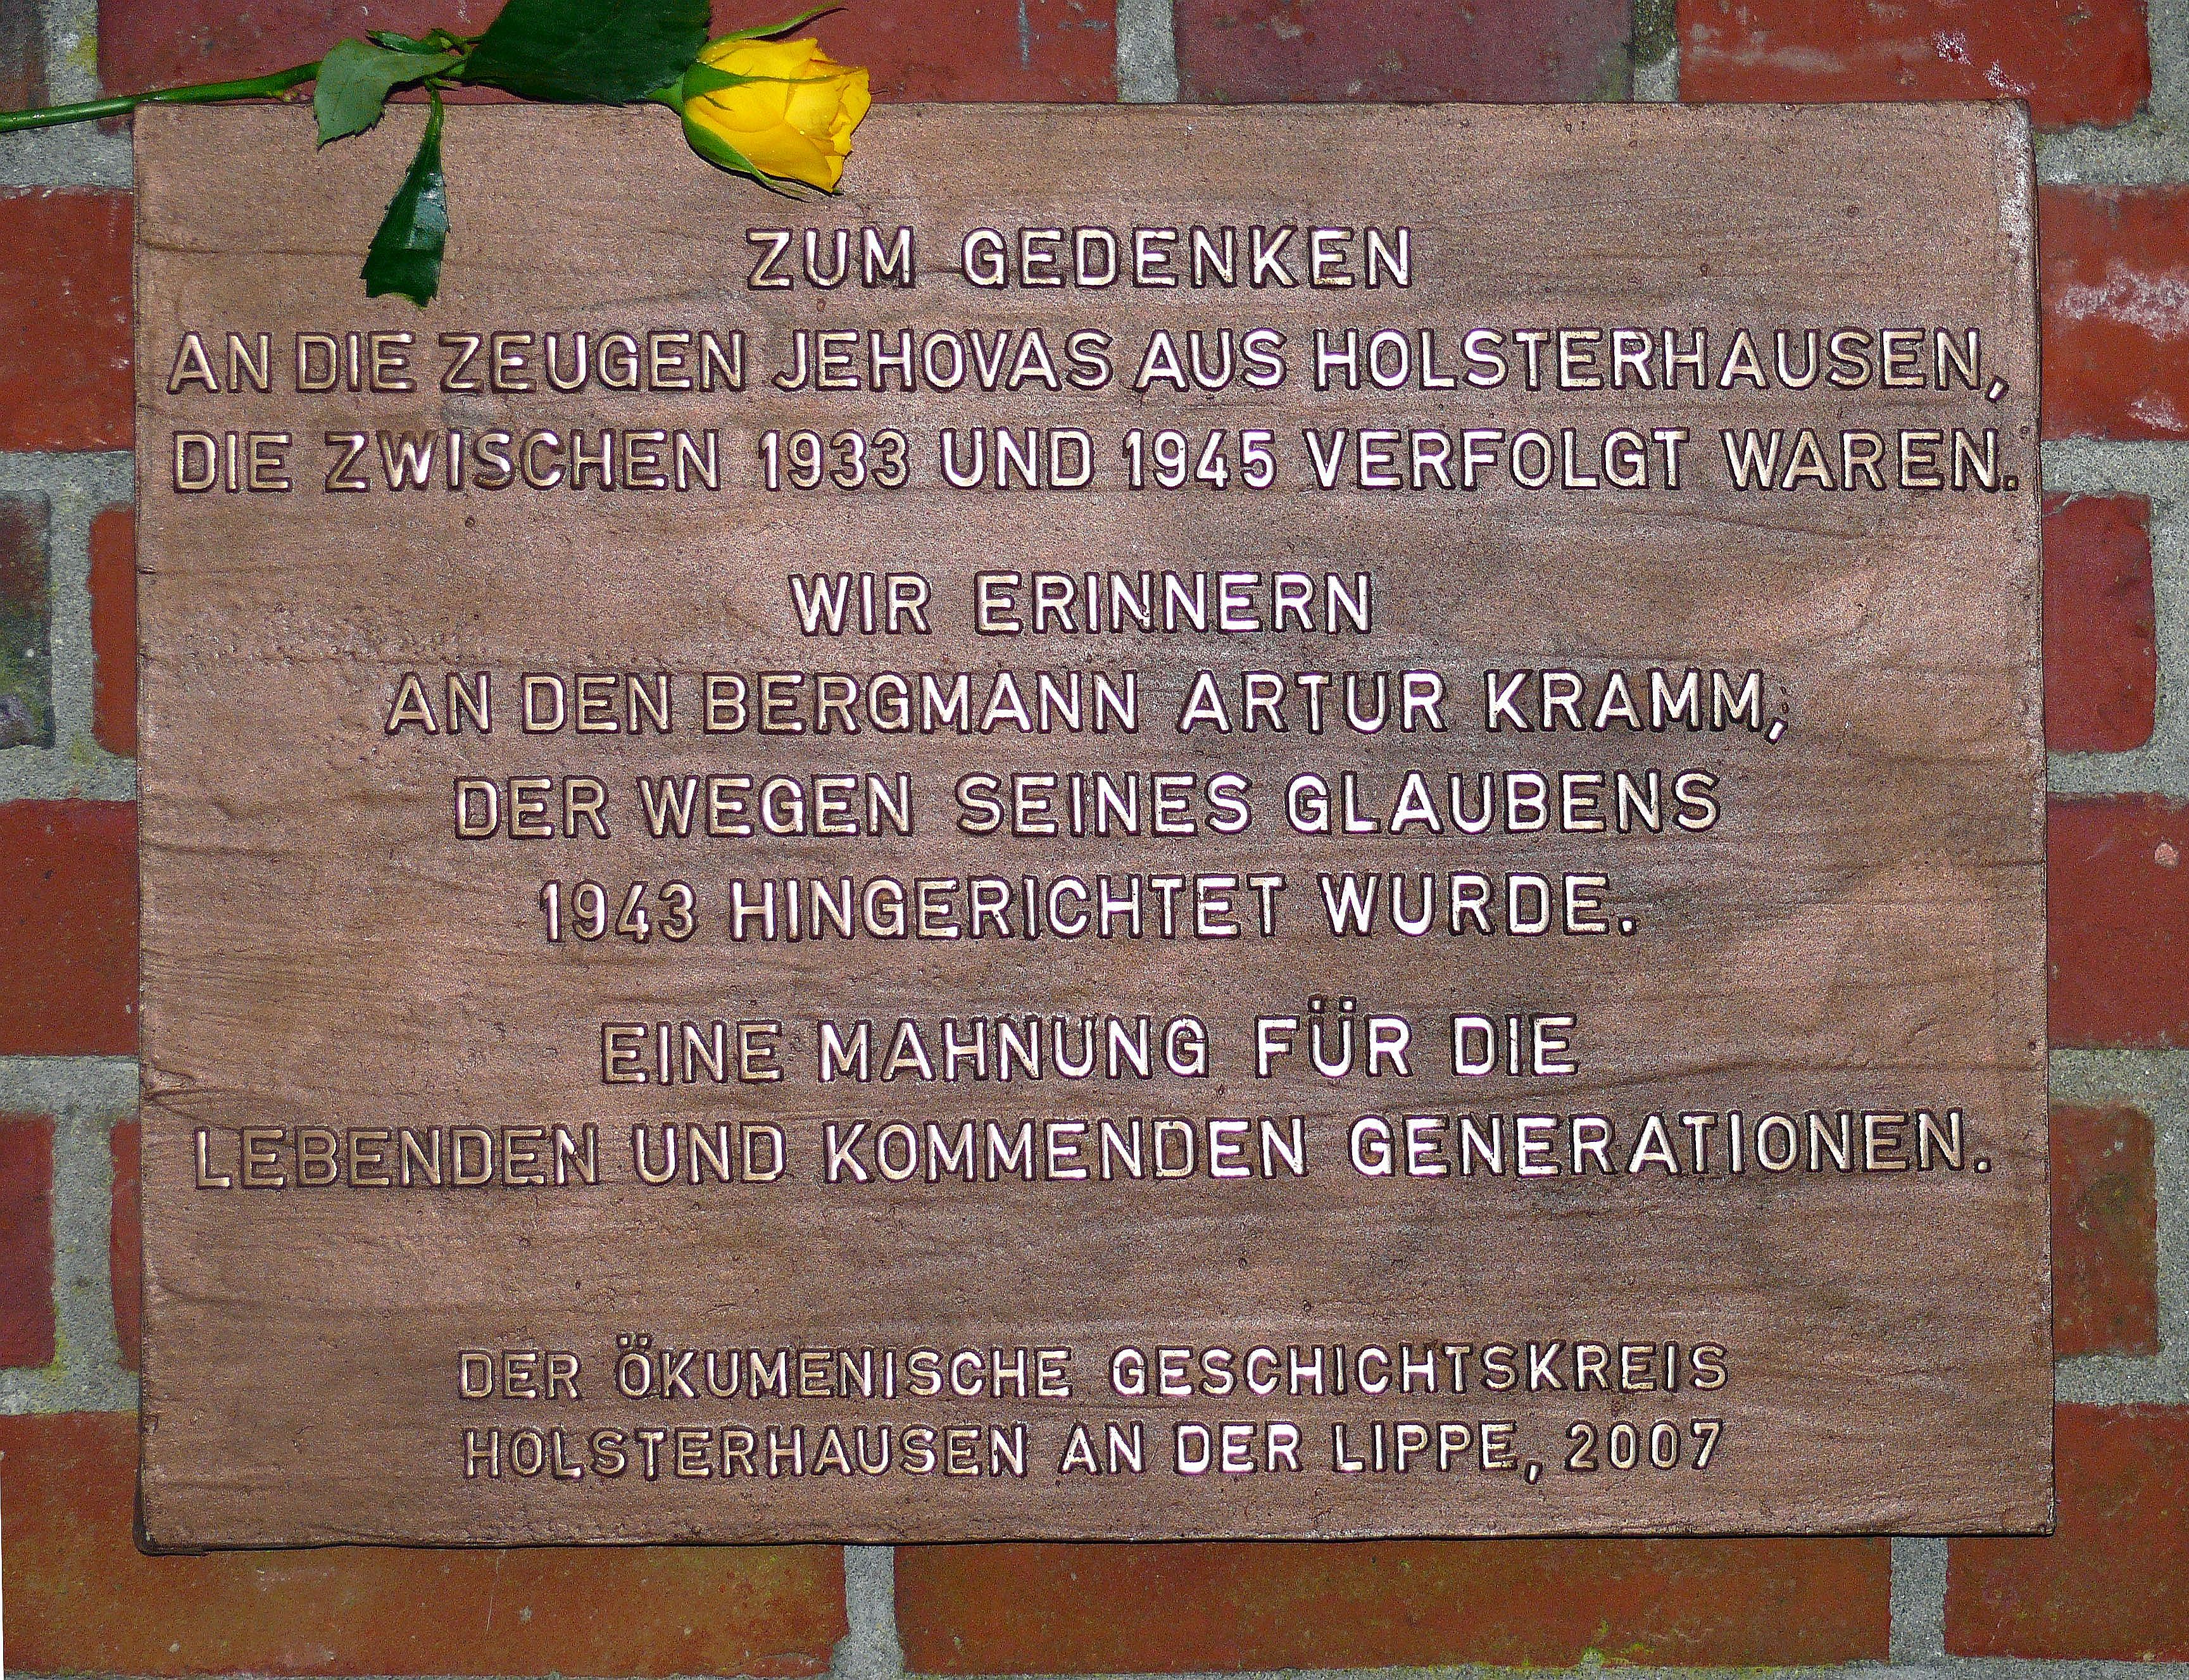 ZUM GEDENKEN
AN DIE ZEUGEN JEHOVAS AUS HOLSTERHAUSEN,
DIE ZWISCHEN 1933 UND 1945 VERFOLGT WAREN.
WIR ERINNERN
AN DEN BERGMANN ARTUR KRAMM,
DER WEGEN SEINES GLAUBENS
1943 HINGERICHTET WURDE.
EINE MAHNUNG FÜR DIE
LEBENDEN UND KOMMENDEN GENERATIONEN.
DER ÖKUMENISCHE GESCHICHTSKREIS
HOLSTERHAUSEN AN DER LIPPE, 2007